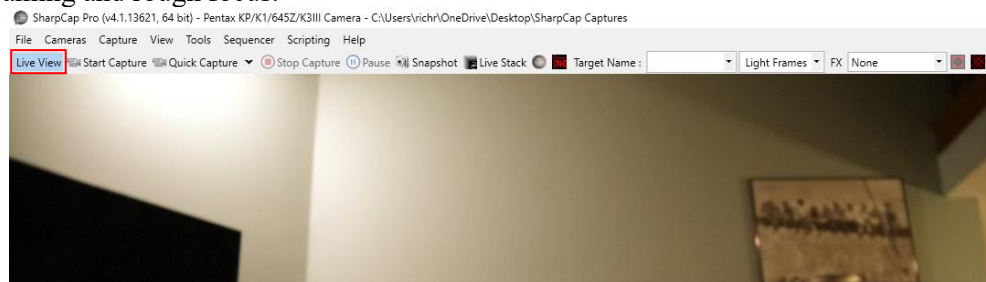 SharpCap Pro (v4.1.13621, 64 bit) - Pentax KP/K1/645Z/K3III Camera - C:\Users\richr\OneDrive\Desktop\SharpCap Captures
File Cameras Capture View Tools Sequencer Scripting Help
Live View Start Capture Quick Capture Stop Capture Pause Snapshot Live Stack Target Name : Light Frames FX None